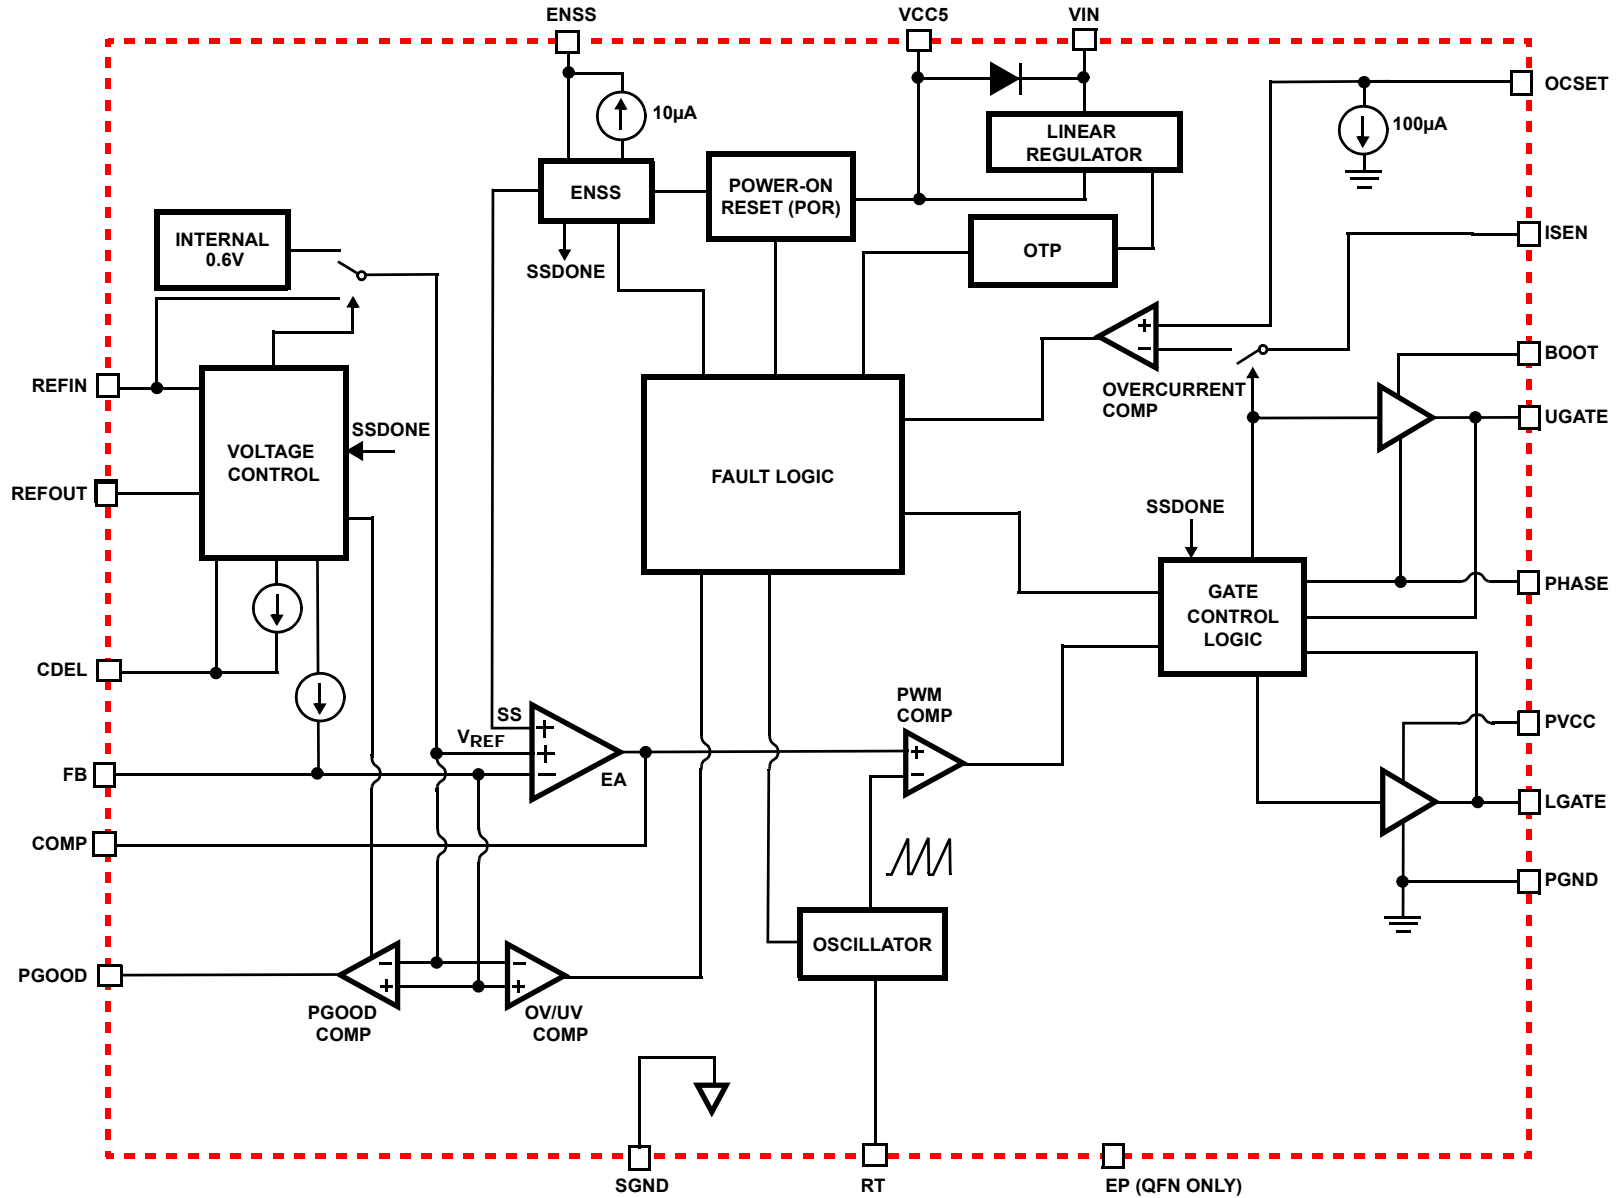 ENSS
VCC5
VIN
OCSET
10µA
100µA
LINEAR
REGULATOR
ENSS
POWER-ON
RESET (POR)
INTERNAL
0.6V
OTP
ISEN
SSDONE
+
−
BOOT
REFIN
OVERCURRENT
COMP
UGATE
SSDONE
VOLTAGE
CONTROL
FAULT LOGIC
REFOUT
SSDONE
GATE
CONTROL
LOGIC
PHASE
CDEL
PWM
COMP
SS
VREF
+
+
−
EA
+
−
PVCC
FB
LGATE
COMP
PGND
OSCILLATOR
PGOOD
−
+
−
+
PGOOD
COMP
OV/UV
COMP
SGND
RT
EP (QFN ONLY)